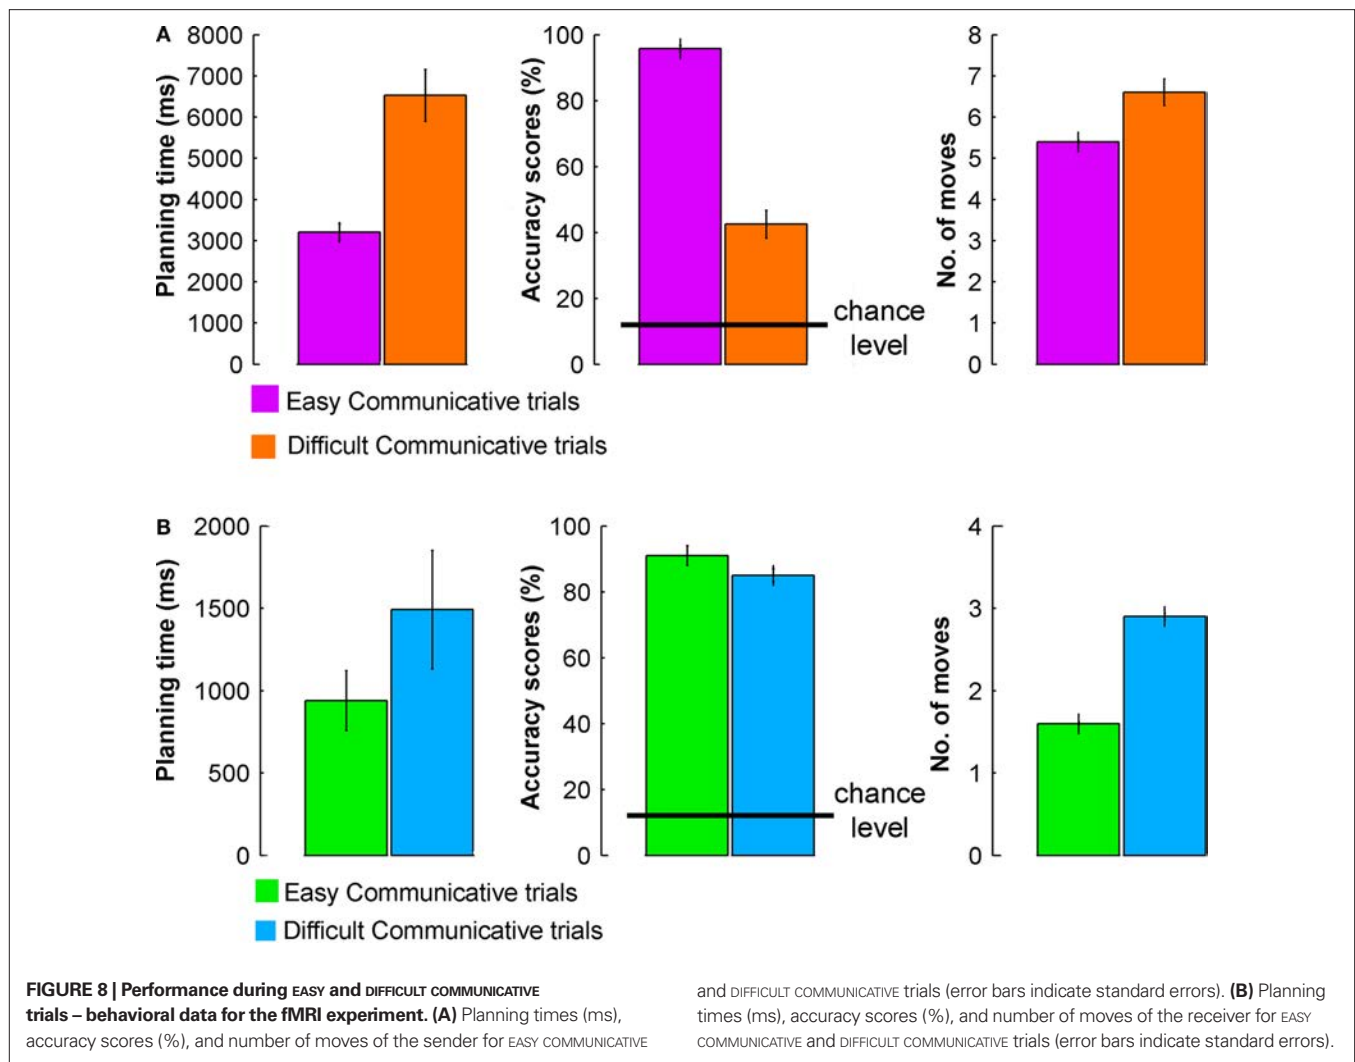 A
Planning time (ms)
8000
7000
6000
5000
4000
3000
2000
1000
0
Accuracy scores (%)
100
80
60
40
20
0
chance
level
No. of moves
8
7
6
5
4
3
2
1
0
Easy Communicative trials
Difficult Communicative trials
B
Planning time (ms)
2000
1500
1000
500
0
Accuracy scores (%)
100
80
60
40
20
0
chance
level
No. of moves
4
3
2
1
0
Easy Communicative trials
Difficult Communicative trials
FIGURE 8 | Performance during EASY and DIFFICULT COMMUNICATIVE
trials – behavioral data for the fMRI experiment. (A) Planning times (ms),
accuracy scores (%), and number of moves of the sender for EASY COMMUNICATIVE
and DIFFICULT COMMUNICATIVE trials (error bars indicate standard errors). (B) Planning
times (ms), accuracy scores (%), and number of moves of the receiver for EASY
COMMUNICATIVE and DIFFICULT COMMUNICATIVE trials (error bars indicate standard errors).